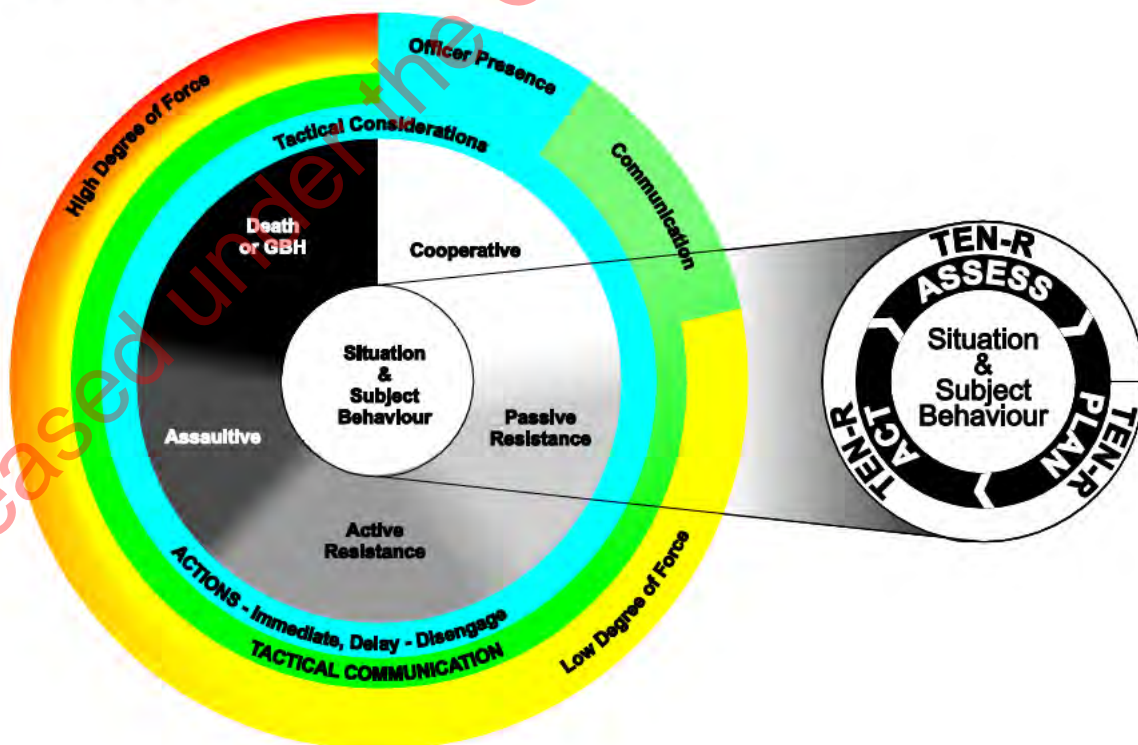 Officer Presence
High Degree of Force
Tactical Considerations
Communication
Death
or GBH
Cooperative
Situation
&
Subject
Behaviour
Assaultive
Passive
Resistance
Active
Resistance
ACTIONS - Immediate, Delay - Disengage
TACTICAL COMMUNICATION
Low Degree of Force
TEN-R
ASSESS
Situation
&
Subject
Behaviour
PLAN
TEN-R
ACT
TEN-R
under the